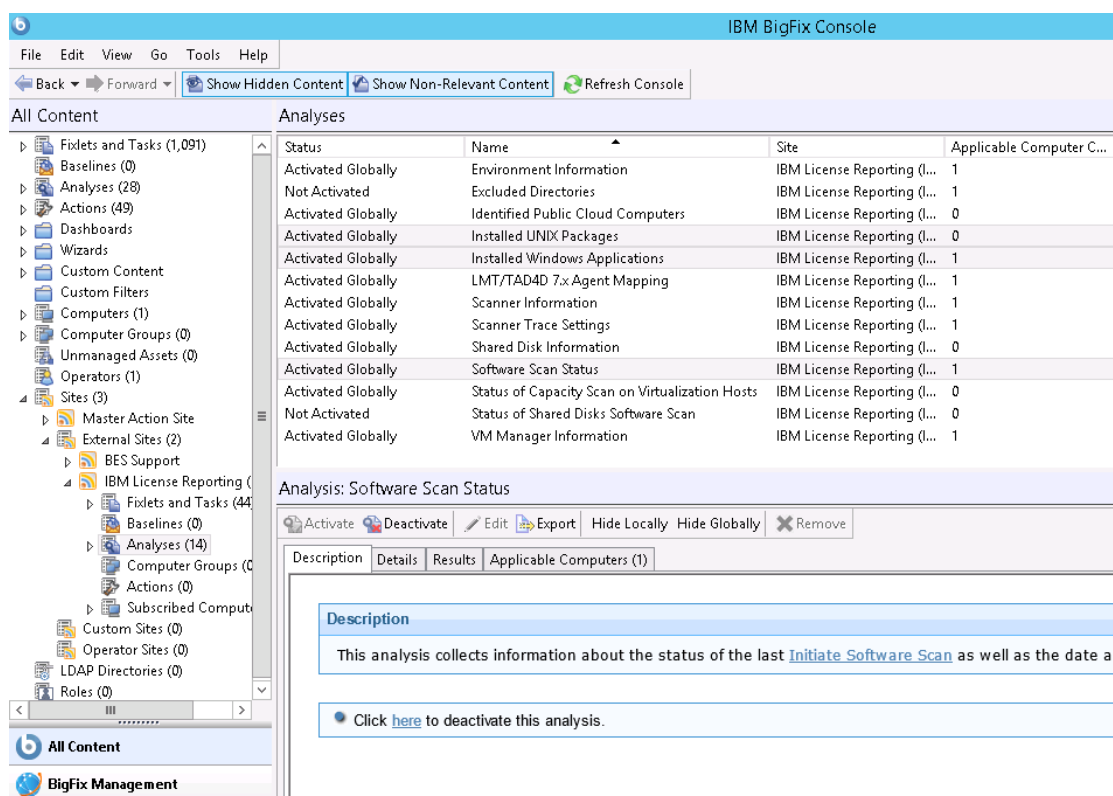 IBM BigFix Console
File Edit View Go Tools Help
Back Forward Show Hidden Content Show Non-Relevant Content Refresh Console
All Content
Fixlets and Tasks (1,091)
Baselines (0)
Analyses (28)
Actions (49)
Dashboards
Wizards
Custom Content
Custom Filters
Computers (1)
Computer Groups (0)
Unmanaged Assets (0)
Operators (1)
Sites (3)
Master Action Site
External Sites (2)
BES Support
IBM License Reporting (
Fixlets and Tasks (44
Baselines (0)
Analyses (14)
Computer Groups (0
Actions (0)
Subscribed Comput
Custom Sites (0)
Operator Sites (0)
LDAP Directories (0)
Roles (0)
All Content
BigFix Management
Analyses
Status Name Site Applicable Computer C...
Activated Globally Environment Information IBM License Reporting (I... 1
Not Activated Excluded Directories IBM License Reporting (I... 1
Activated Globally Identified Public Cloud Computers IBM License Reporting (I... 0
Activated Globally Installed UNIX Packages IBM License Reporting (I... 0
Activated Globally Installed Windows Applications IBM License Reporting (I... 1
Activated Globally LMT/TAD4D 7.x Agent Mapping IBM License Reporting (I... 1
Activated Globally Scanner Information IBM License Reporting (I... 1
Activated Globally Scanner Trace Settings IBM License Reporting (I... 1
Activated Globally Shared Disk Information IBM License Reporting (I... 0
Activated Globally Software Scan Status IBM License Reporting (I... 1
Activated Globally Status of Capacity Scan on Virtualization Hosts IBM License Reporting (I... 0
Not Activated Status of Shared Disks Software Scan IBM License Reporting (I... 0
Activated Globally VM Manager Information IBM License Reporting (I... 1
Analysis: Software Scan Status
Activate Deactivate Edit Export Hide Locally Hide Globally Remove
Description Details Results Applicable Computers (1)
Description
This analysis collects information about the status of the last Initiate Software Scan as well as the date a
Click here to deactivate this analysis.